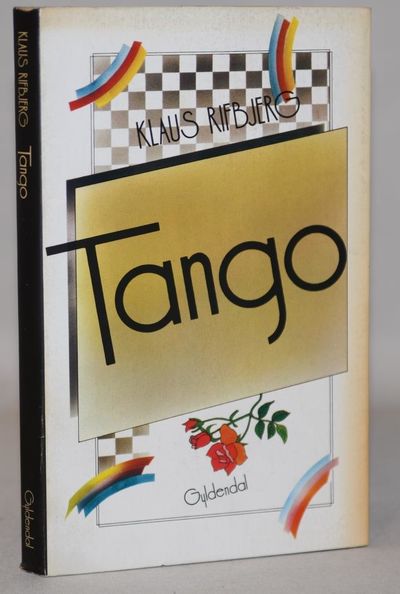 KLAUS RIFBJERG
Tango
Gyldendal
KLAUS RIFBJERG Tango Gyldendal